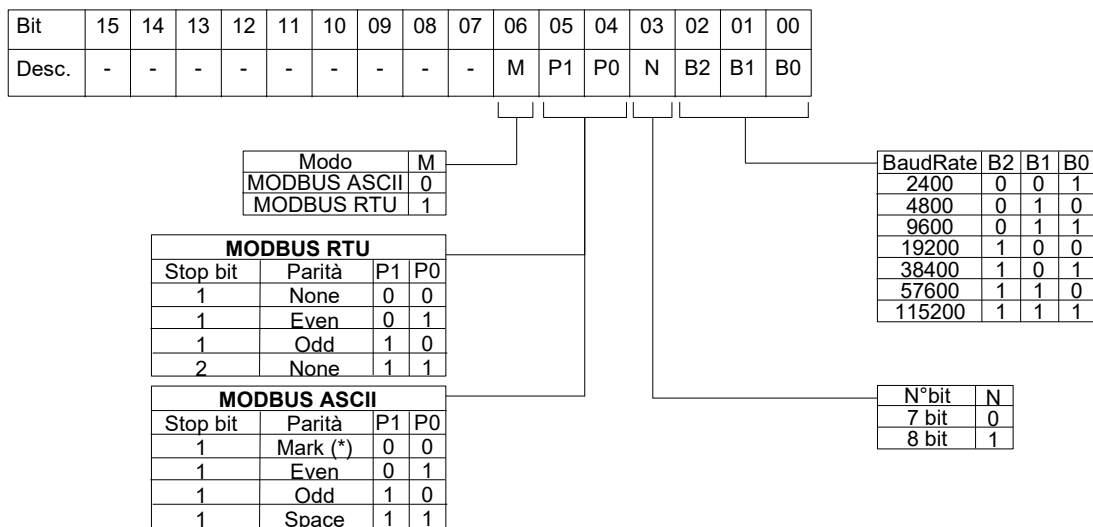 Bit 15 14 13 12 11 10 09 08 07 06 05 04 03 02 01 00
Desc. - - - - - - - - - M P1 P0 N B2 B1 B0
Modo M
MODBUS ASCII 0
MODBUS RTU 1
BaudRate B2 B1 B0
2400 0 0 1
4800 0 1 0
9600 0 1 1
19200 1 0 0
38400 1 0 1
57600 1 1 0
115200 1 1 1
MODBUS RTU
Stop bit Parità P1 P0
1 None 0 0
1 Even 0 1
1 Odd 1 0
2 None 1 1
MODBUS ASCII
Stop bit Parità P1 P0
1 Mark (*) 0 0
1 Even 0 1
1 Odd 1 0
1 Space 1 1
N°bit N
7 bit 0
8 bit 1